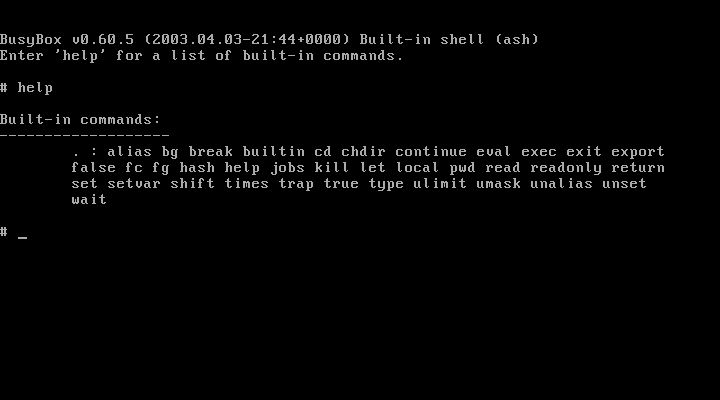 BusyBox v0.60.5 (2003.04.03-21:44+0000) Built-in shell (ash)
Enter 'help' for a list of built-in commands.
# help
Built-in commands:
-------------------
. : alias bg break builtin cd chdir continue eval exec exit export
false fc fg hash help jobs kill let local pwd read readonly return
set setvar shift times trap true type ulimit umask unalias unset
wait
# _